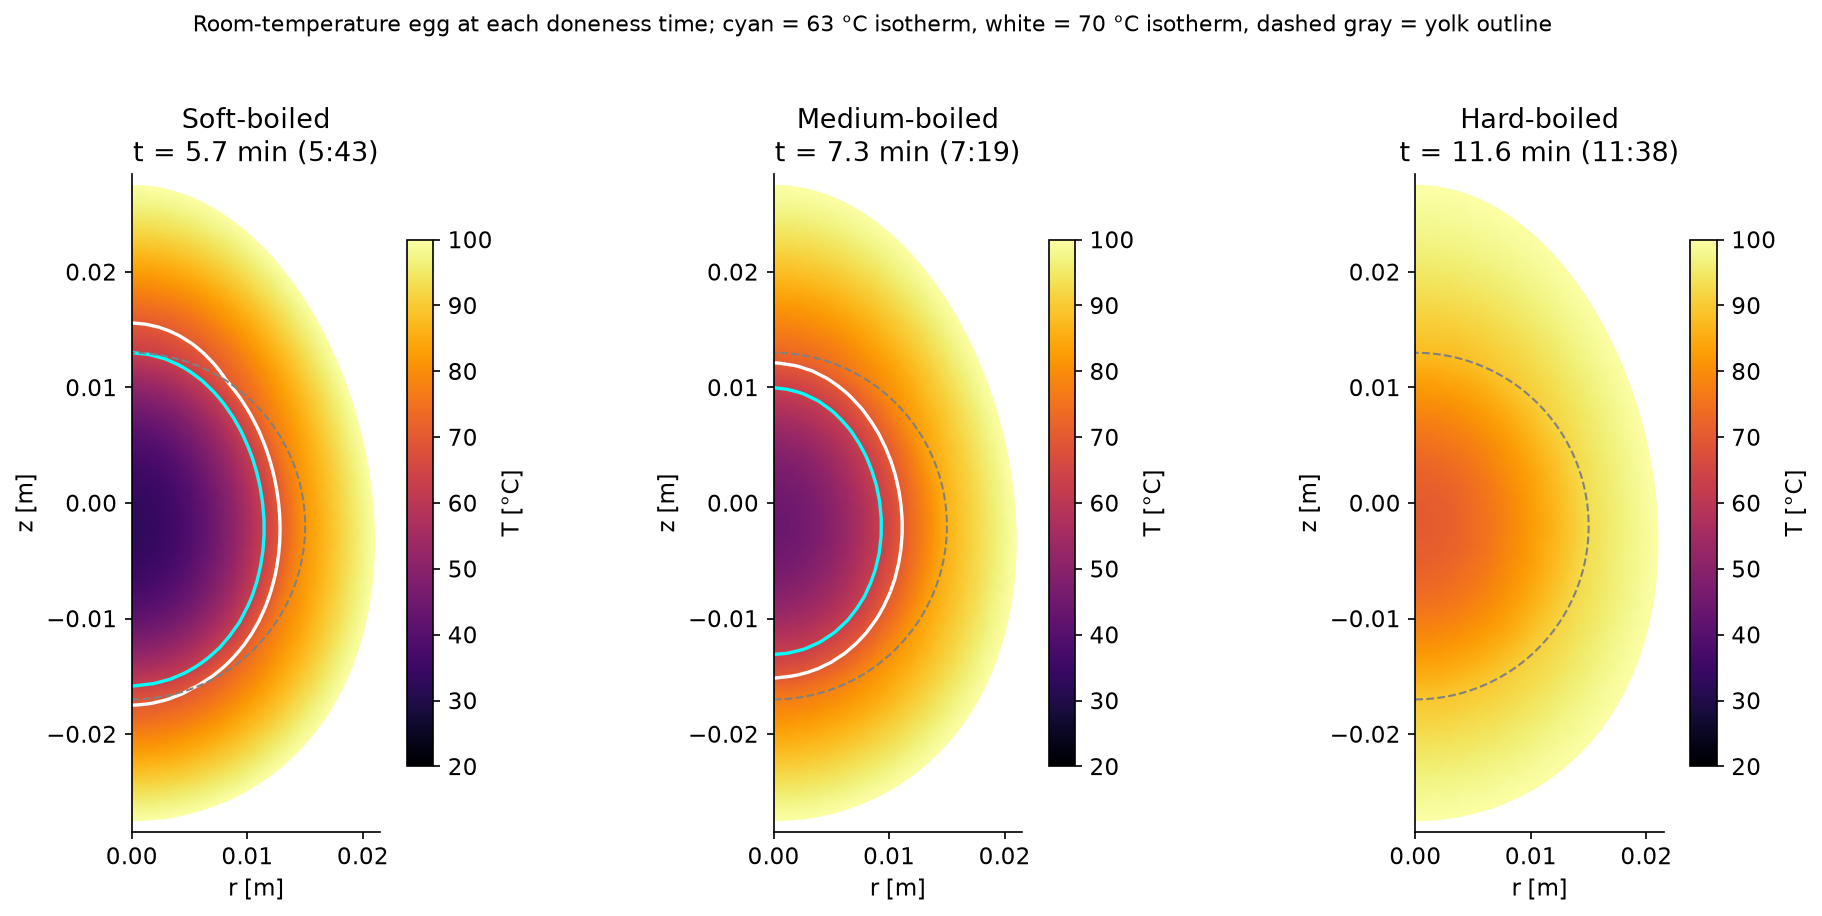 Room-temperature egg at each doneness time; cyan = 63 °C isotherm, white = 70 °C isotherm, dashed gray = yolk outline
Soft-boiled
t = 5.7 min (5:43)
z [m]
0.02
0.01
0.00
−0.01
−0.02
0.00 0.01 0.02
r [m]
100
90
80
70
60
50
40
30
20
T [°C]
Medium-boiled
t = 7.3 min (7:19)
z [m]
0.02
0.01
0.00
−0.01
−0.02
0.00 0.01 0.02
r [m]
100
90
80
70
60
50
40
30
20
T [°C]
Hard-boiled
t = 11.6 min (11:38)
z [m]
0.02
0.01
0.00
−0.01
−0.02
0.00 0.01 0.02
r [m]
100
90
80
70
60
50
40
30
20
T [°C]